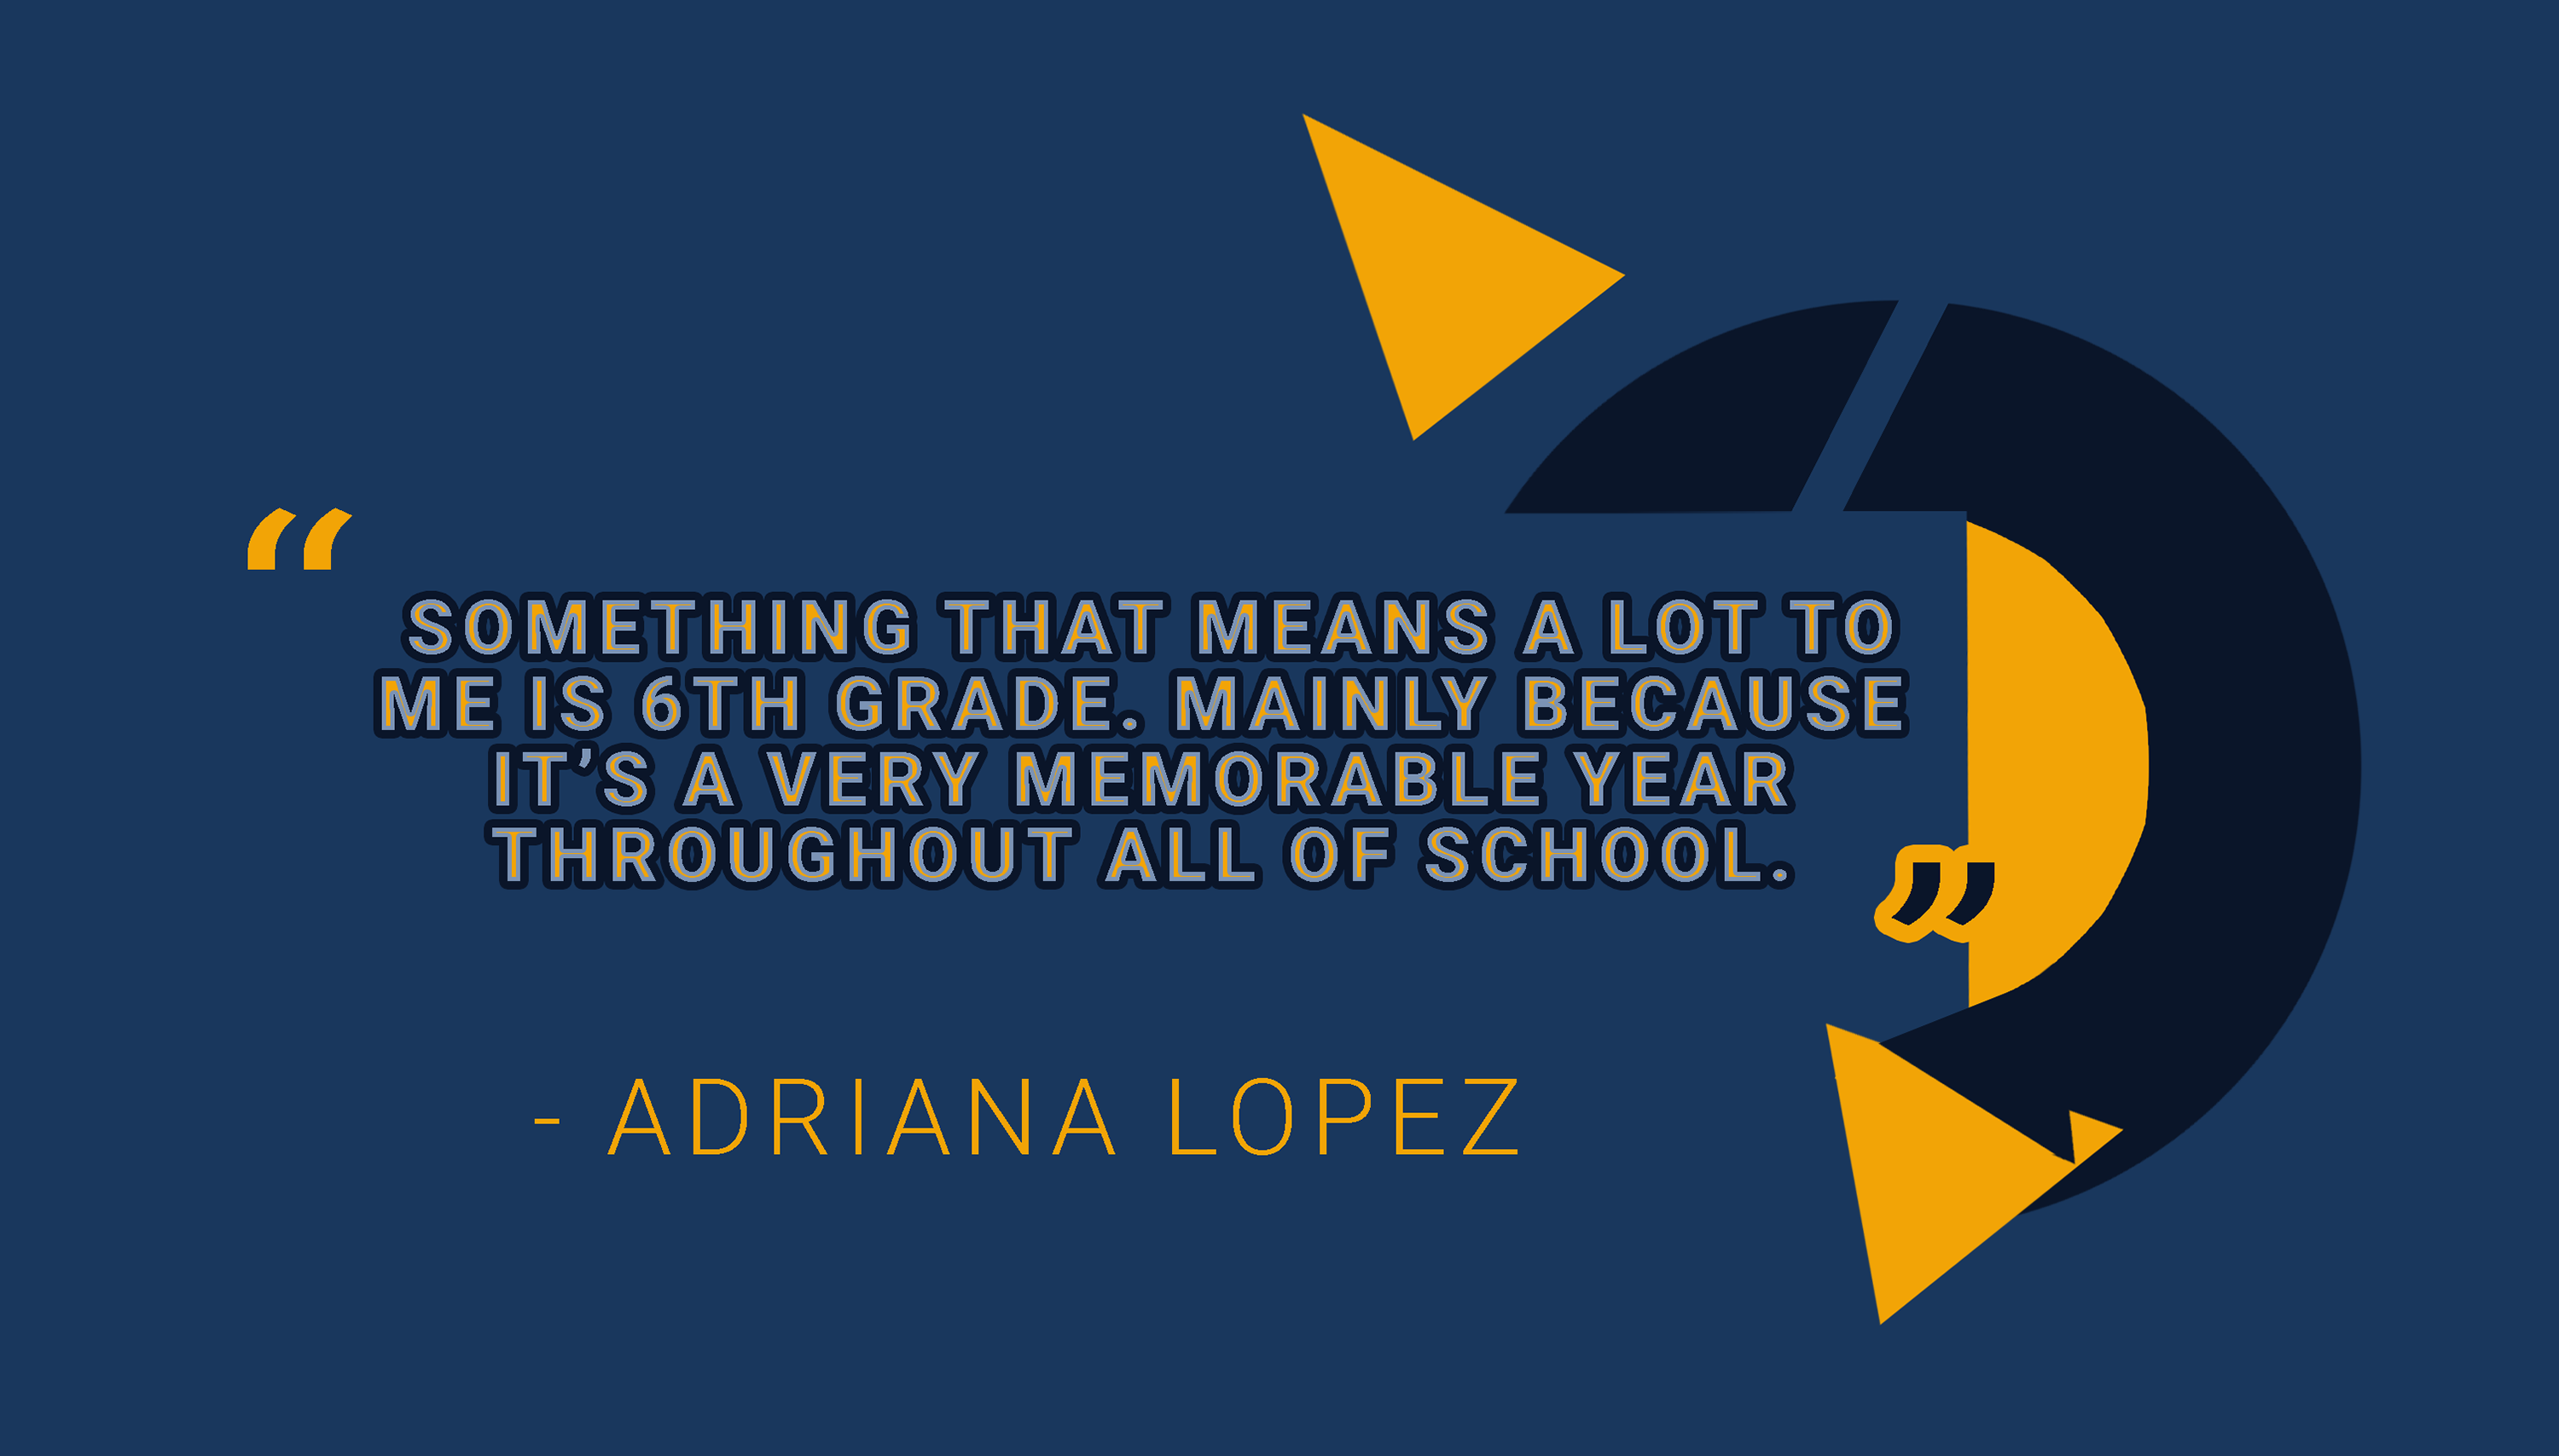 “
SOMETHING THAT MEANS A LOT TO
ME IS 6TH GRADE. MAINLY BECAUSE
IT’S A VERY MEMORABLE YEAR
THROUGHOUT ALL OF SCHOOL.
”
- ADRIANA LOPEZ